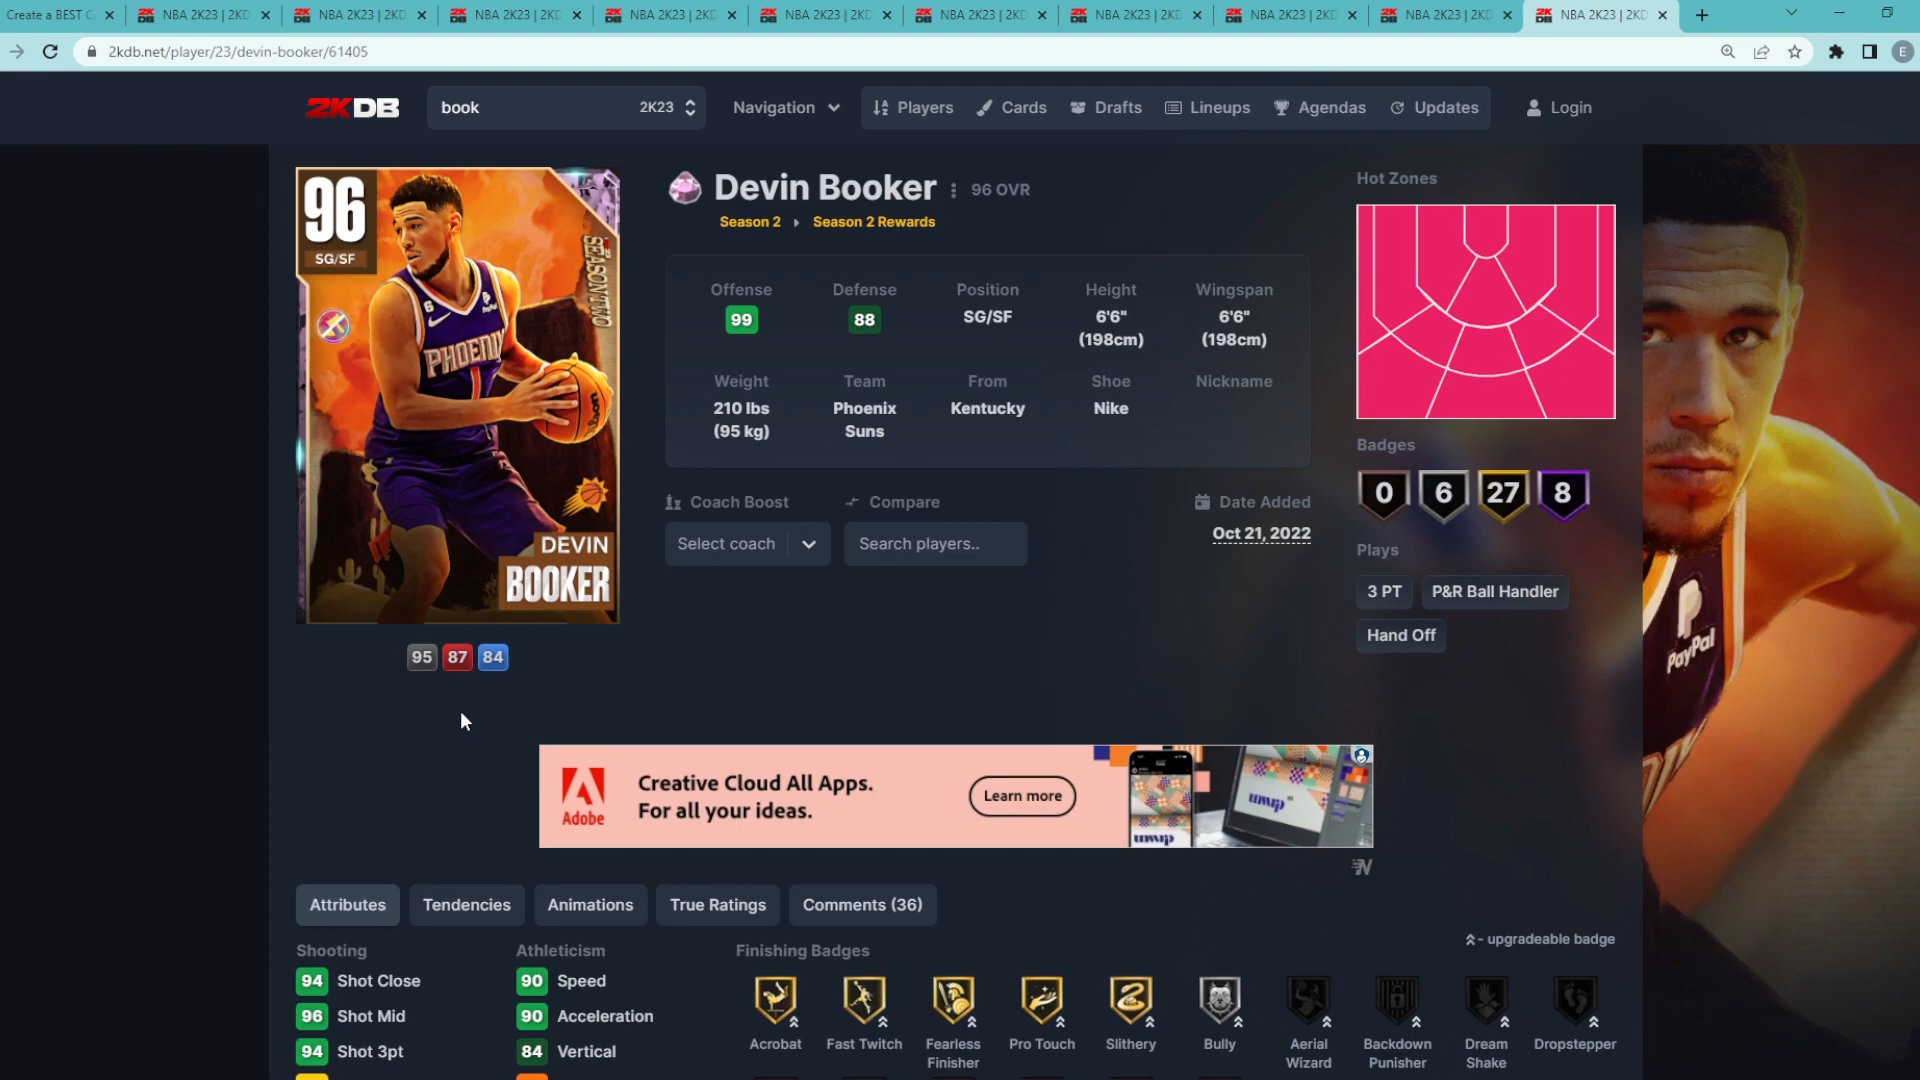 Create a BEST C
NBA 2K23 | 2KD
NBA 2K23 | 2KD
NBA 2K23 | 2KD
NBA 2K23 | 2KD
NBA 2K23 | 2KD
NBA 2K23 | 2KD
NBA 2K23 | 2KD
NBA 2K23 | 2KD
NBA 2K23 | 2KD
NBA 2K23 | 2KD
2kdb.net/player/23/devin-booker/61405
E
2KDB
book
2K23
Navigation
Players
Cards
Drafts
Lineups
Agendas
Updates
Login
96
SG/SF
SEASON TWO
PHOENIX
1
6
Wilson
DEVIN
BOOKER
95 87 84
Devin Booker
96 OVR
Season 2
Season 2 Rewards
Offense
99
Defense
88
Position
SG/SF
Height
6'6"
(198cm)
Wingspan
6'6"
(198cm)
Weight
210 lbs
(95 kg)
Team
Phoenix
Suns
From
Kentucky
Shoe
Nike
Nickname
Coach Boost
Select coach
Compare
Search players..
Date Added
Oct 21, 2022
Hot Zones
Badges
0 6 27 8
Plays
3 PT
P&R Ball Handler
Hand Off
PayPal
Adobe
Creative Cloud All Apps.
For all your ideas.
Learn more
uwrp
uwrp
Attributes
Tendencies
Animations
True Ratings
Comments (36)
- upgradeable badge
Shooting
94 Shot Close
96 Shot Mid
94 Shot 3pt
Athleticism
90 Speed
90 Acceleration
84 Vertical
Finishing Badges
Acrobat
Fast Twitch
Fearless
Finisher
Pro Touch
Slithery
Bully
Aerial
Wizard
Backdown
Punisher
Dream
Shake
Dropstepper